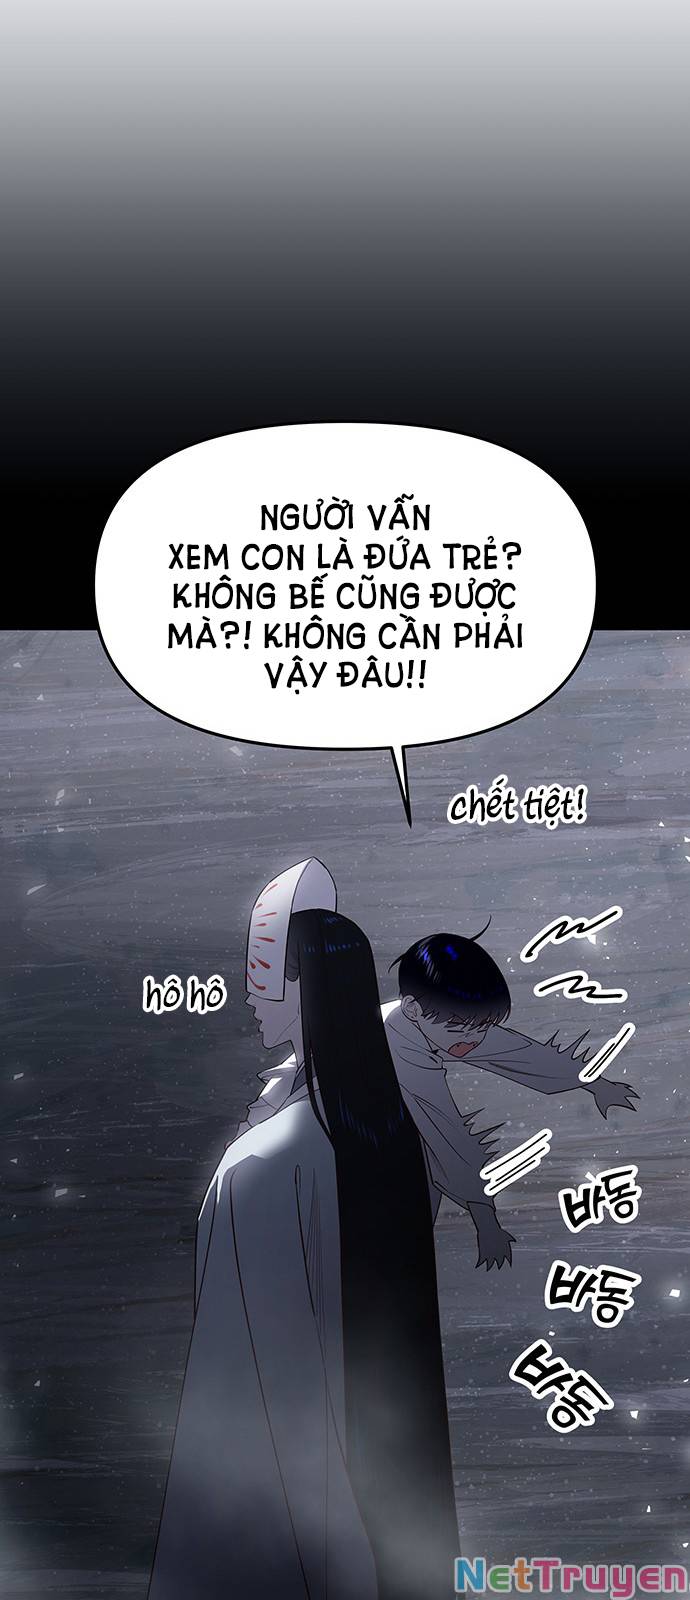 NGƯỜI VẪN
XEM CON LÀ ĐỨA TRẺ?
KHÔNG BẾ CŨNG ĐƯỢC
MÀ?! KHÔNG CẦN PHẢI
VẬY ĐÂU!!
chết tiệt!
hô hô
바동
바동
바동
NetTruyen